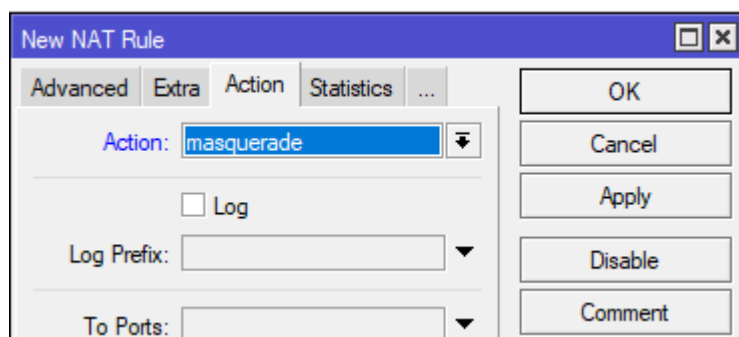 New NAT Rule
Advanced Extra Action Statistics ... OK
Action: masquerade Cancel
Log Apply
Log Prefix: Disable
To Ports: Comment